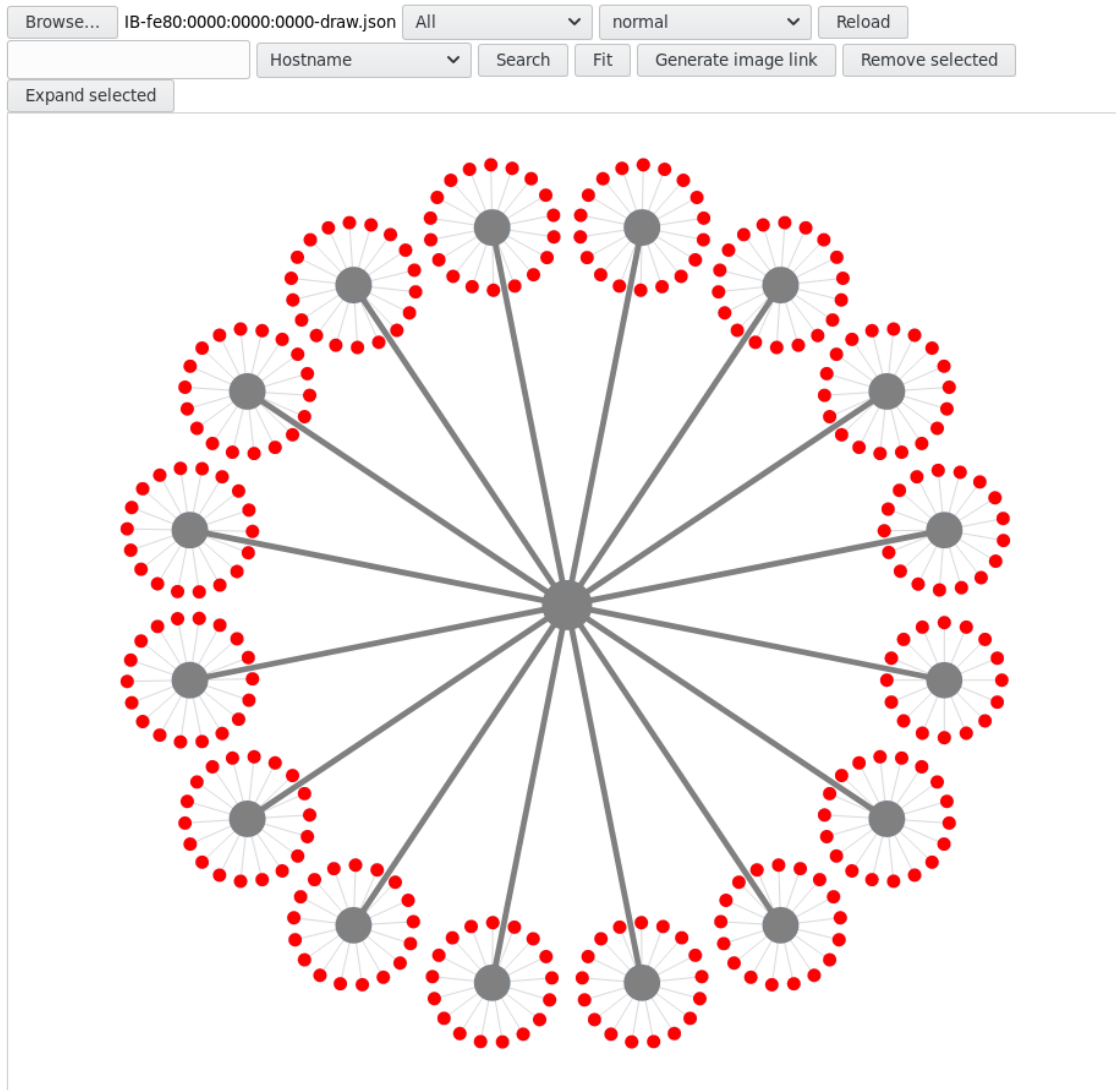 Browse... IB-fe80:0000:0000:0000-draw.json All normal Reload
Hostname Search Fit Generate image link Remove selected
Expand selected